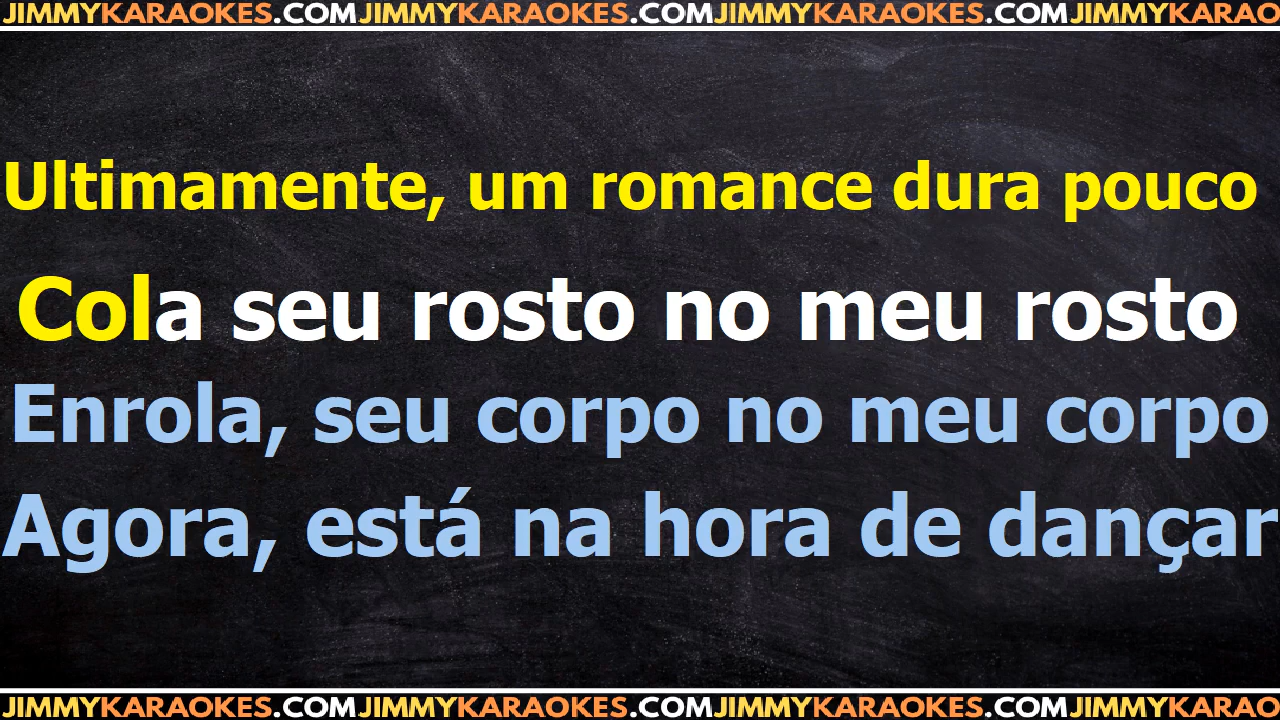 JIMMYKARAOKES.COMJIMMYKARAOKES.COMJIMMYKARAOKES.COMJIMMYKARAO
Ultimamente, um romance dura pouco
Cola seu rosto no meu rosto
Enrola, seu corpo no meu corpo
Agora, está na hora de dançar
JIMMYKARAOKES.COMJIMMYKARAOKES.COMJIMMYKARAOKES.COMJIMMYKARAO